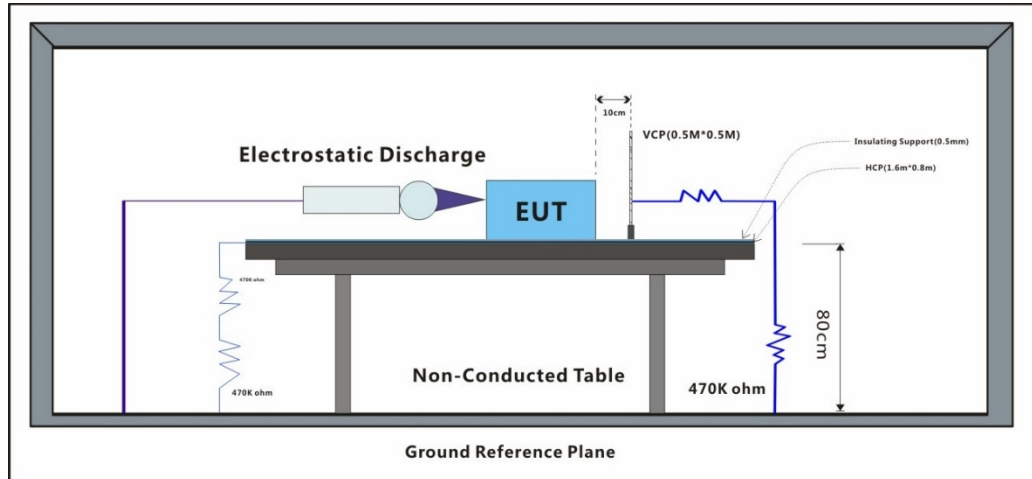 10cm
VCP(0.5M*0.5M)
Insulating Support(0.5mm)
Electrostatic Discharge
HCP(1.6m*0.8m)
EUT
470K ohm
80cm
Non-Conducted Table
470K ohm
470K ohm
Ground Reference Plane